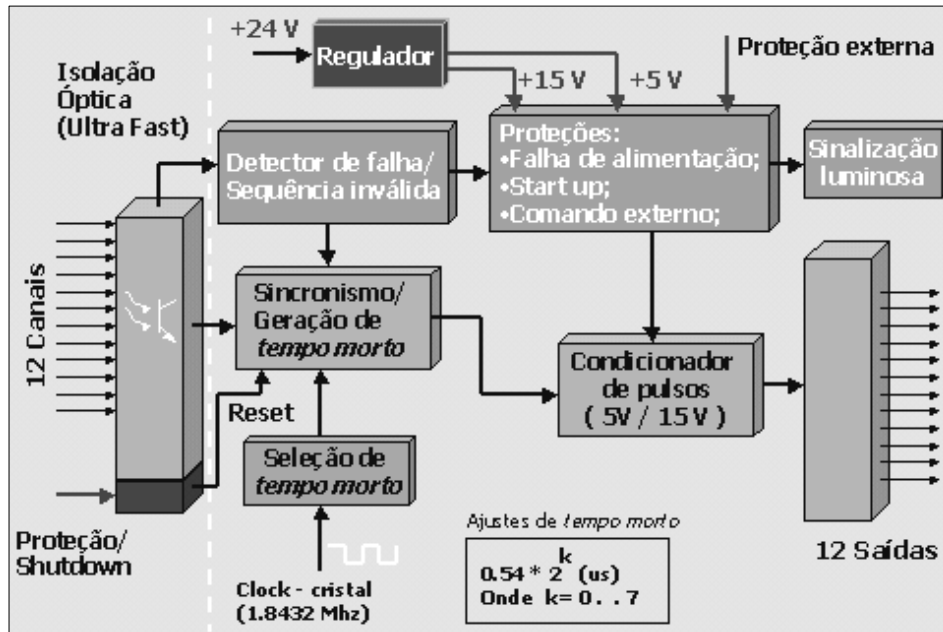 +24 V
Regulador
+15 V
+5 V
Proteção externa
Isolação
Óptica
(Ultra Fast)
Detector de falha/
Sequência inválida
Proteções:
•Falha de alimentação;
•Start up;
•Comando externo;
Sinalização
luminosa
12 Canais
Sincronismo/
Geração de
tempo morto
Condicionador
de pulsos
( 5V / 15 V )
Reset
Seleção de
tempo morto
Proteção/
Shutdown
Clock - cristal
(1.8432 Mhz)
Ajustes de tempo morto
0.54 * 2^k (us)
Onde k= 0 . . 7
12 Saídas